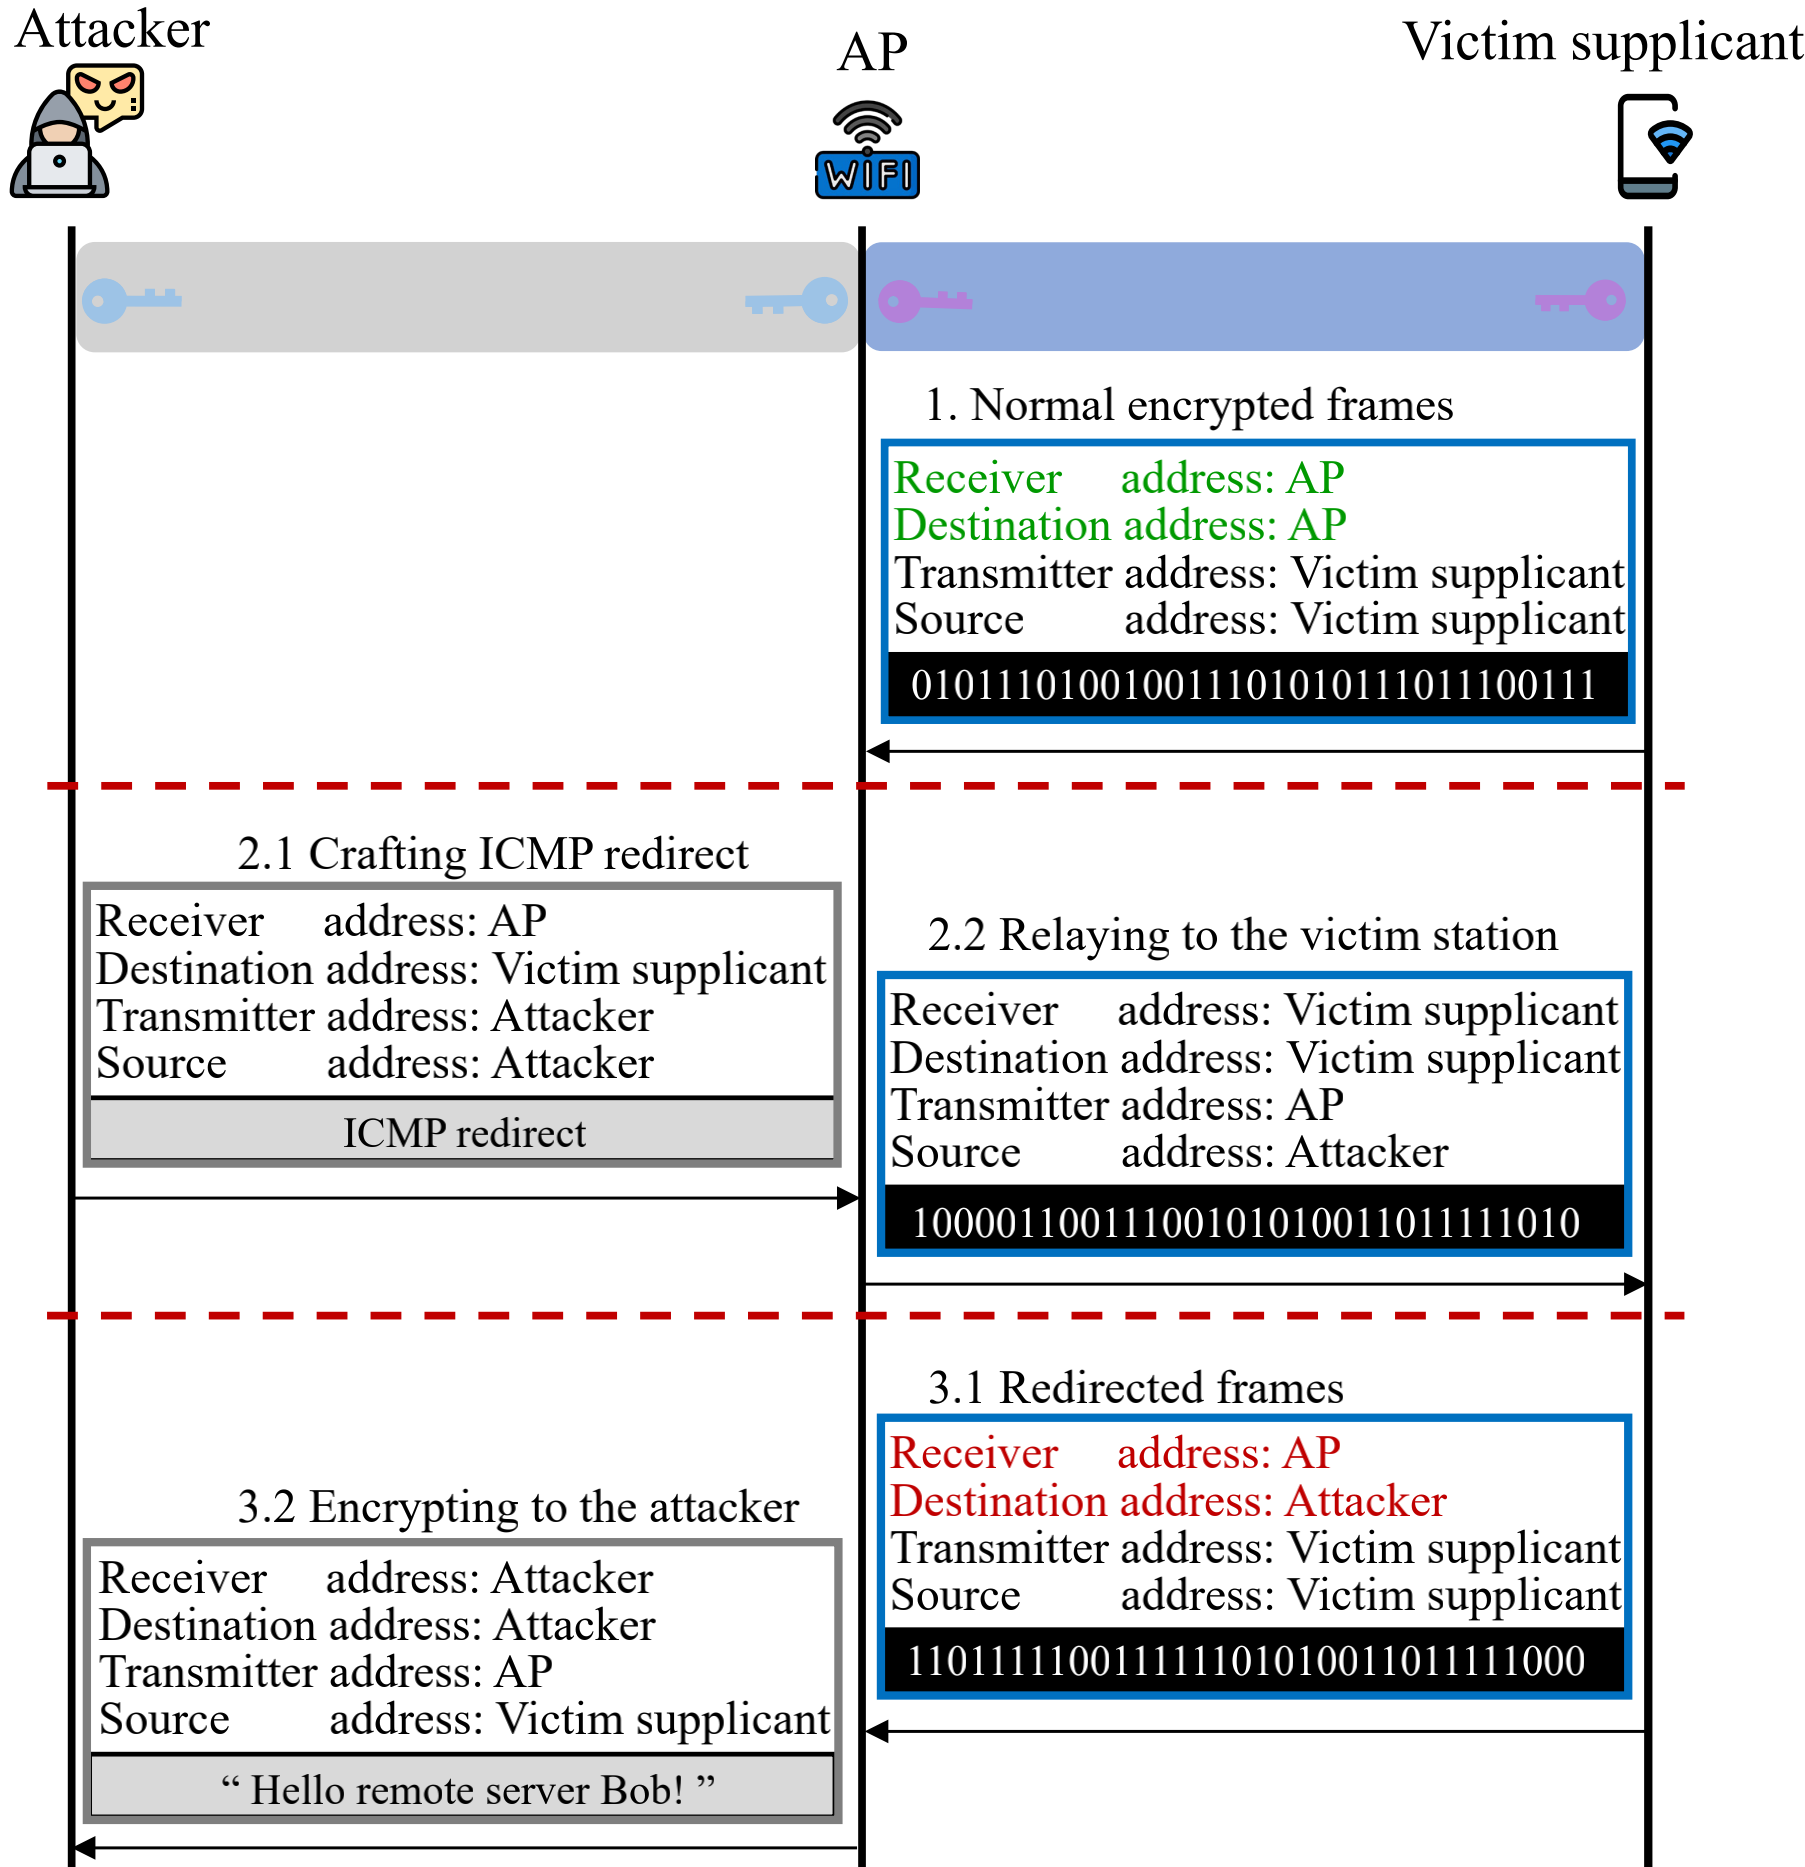 Attacker
AP
Victim supplicant
WIFI
1. Normal encrypted frames
Receiver address: AP
Destination address: AP
Transmitter address: Victim supplicant
Source address: Victim supplicant
01011101001001110101011101100111
2.1 Crafting ICMP redirect
Receiver address: AP
Destination address: Victim supplicant
Transmitter address: Attacker
Source address: Attacker
ICMP redirect
2.2 Relaying to the victim station
Receiver address: Victim supplicant
Destination address: Victim supplicant
Transmitter address: AP
Source address: Attacker
10000110011100101010011011111010
3.1 Redirected frames
Receiver address: AP
Destination address: Attacker
Transmitter address: Victim supplicant
Source address: Victim supplicant
110111110011111101010011011111000
3.2 Encrypting to the attacker
Receiver address: Attacker
Destination address: Attacker
Transmitter address: AP
Source address: Victim supplicant
“ Hello remote server Bob! ”